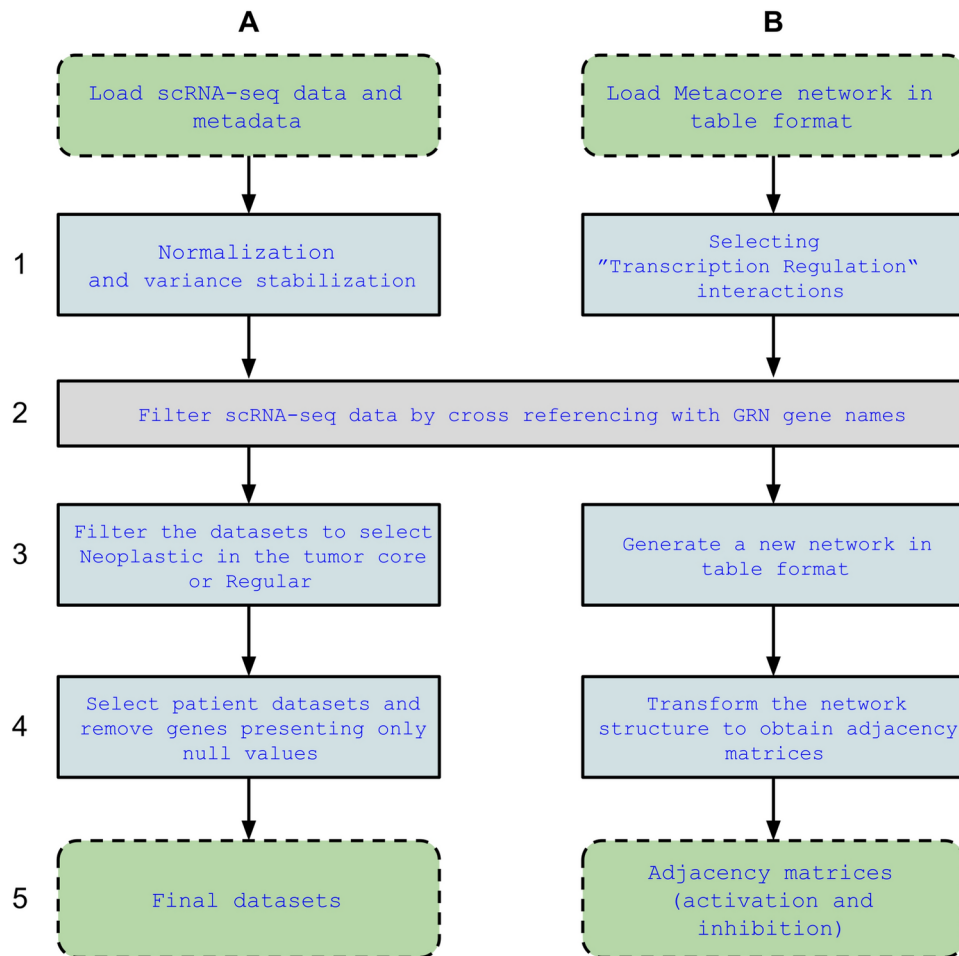 A
B
Load scRNA-seq data and
metadata
Load Metacore network in
table format
1
Normalization
and variance stabilization
Selecting
”Transcription Regulation“
interactions
2
Filter scRNA-seq data by cross referencing with GRN gene names
3
Filter the datasets to select
Neoplastic in the tumor core
or Regular
Generate a new network in
table format
4
Select patient datasets and
remove genes presenting only
null values
Transform the network
structure to obtain adjacency
matrices
5
Final datasets
Adjacency matrices
(activation and
inhibition)